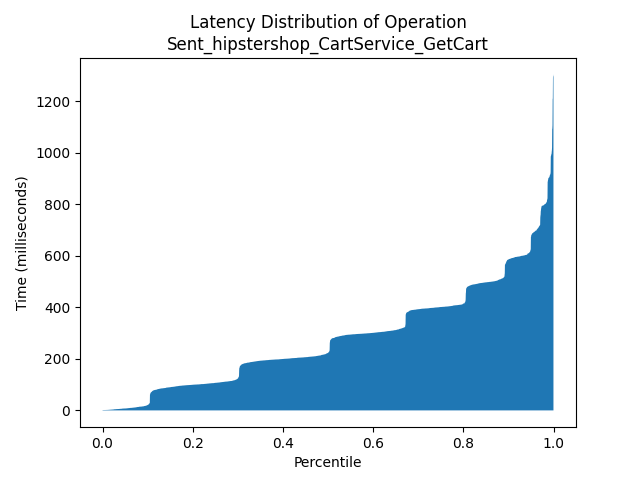 Latency Distribution of Operation
Sent_hipstershop_CartService_GetCart
Time (milliseconds)
1200
1000
800
600
400
200
0
0.0 0.2 0.4 0.6 0.8 1.0
Percentile